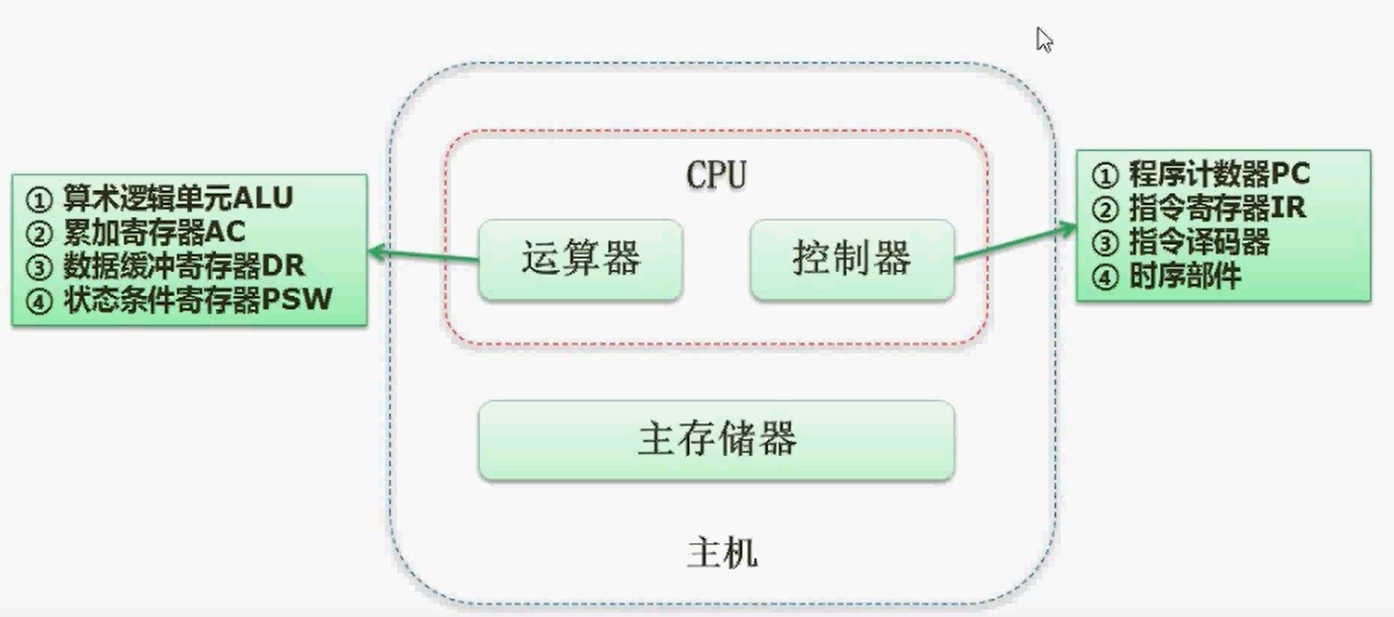 CPU
① 算术逻辑单元ALU
② 累加寄存器AC
③ 数据缓冲寄存器DR
④ 状态条件寄存器PSW
运算器
控制器
① 程序计数器PC
② 指令寄存器IR
③ 指令译码器
④ 时序部件
主存储器
主机